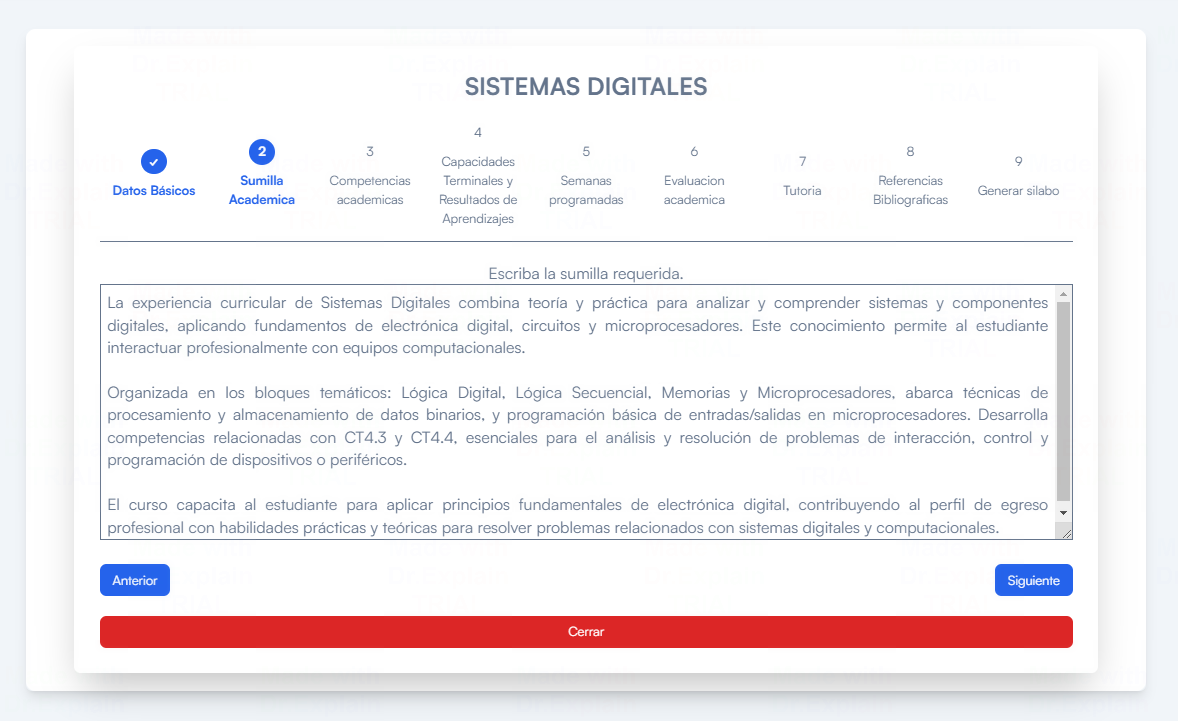 SISTEMAS DIGITALES
Datos Básicos
2
Sumilla
Academica
3
Competencias
academicas
4
Capacidades
Terminales y
Resultados de
Aprendizajes
5
Semanas
programadas
6
Evaluacion
academica
7
Tutoria
8
Referencias
Bibliograficas
9
Generar silabo
Escriba la sumilla requerida.
La experiencia curricular de Sistemas Digitales combina teoría y práctica para analizar y comprender sistemas y componentes
digitales, aplicando fundamentos de electrónica digital, circuitos y microprocesadores. Este conocimiento permite al estudiante
interactuar profesionalmente con equipos computacionales.
Organizada en los bloques temáticos: Lógica Digital, Lógica Secuencial, Memorias y Microprocesadores, abarca técnicas de
procesamiento y almacenamiento de datos binarios, y programación básica de entradas/salidas en microprocesadores. Desarrolla
competencias relacionadas con CT4.3 y CT4.4, esenciales para el análisis y resolución de problemas de interacción, control y
programación de dispositivos o periféricos.
El curso capacita al estudiante para aplicar principios fundamentales de electrónica digital, contribuyendo al perfil de egreso
profesional con habilidades prácticas y teóricas para resolver problemas relacionados con sistemas digitales y computacionales.
Anterior
Siguiente
Cerrar